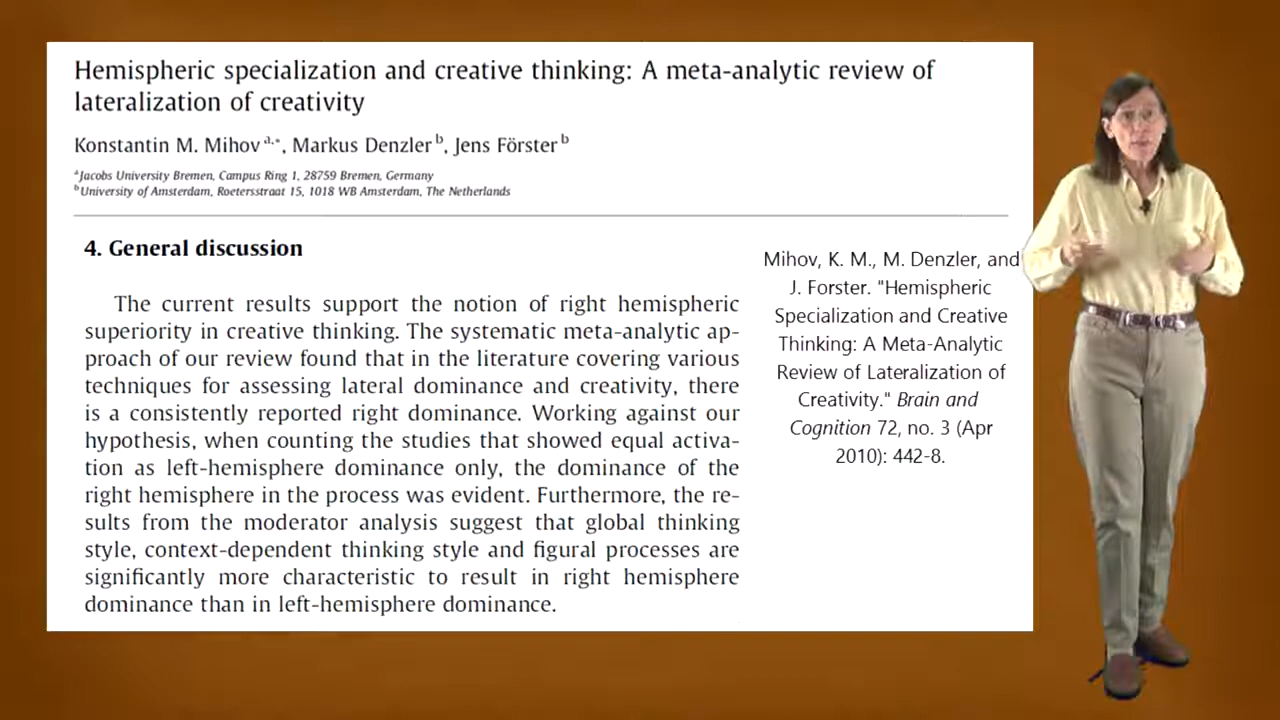 Hemispheric specialization and creative thinking: A meta-analytic review of
lateralization of creativity
Konstantin M. Mihov a,*, Markus Denzler b, Jens Förster b
a Jacobs University Bremen, Campus Ring 1, 28759 Bremen, Germany
b University of Amsterdam, Roetersstraat 15, 1018 WB Amsterdam, The Netherlands
4. General discussion
The current results support the notion of right hemispheric
superiority in creative thinking. The systematic meta-analytic ap-
proach of our review found that in the literature covering various
techniques for assessing lateral dominance and creativity, there
is a consistently reported right dominance. Working against our
hypothesis, when counting the studies that showed equal activa-
tion as left-hemisphere dominance only, the dominance of the
right hemisphere in the process was evident. Furthermore, the re-
sults from the moderator analysis suggest that global thinking
style, context-dependent thinking style and figural processes are
significantly more characteristic to result in right hemisphere
dominance than in left-hemisphere dominance.
Mihov, K. M., M. Denzler, and
J. Forster. "Hemispheric
Specialization and Creative
Thinking: A Meta-Analytic
Review of Lateralization of
Creativity." Brain and
Cognition 72, no. 3 (Apr
2010): 442-8.